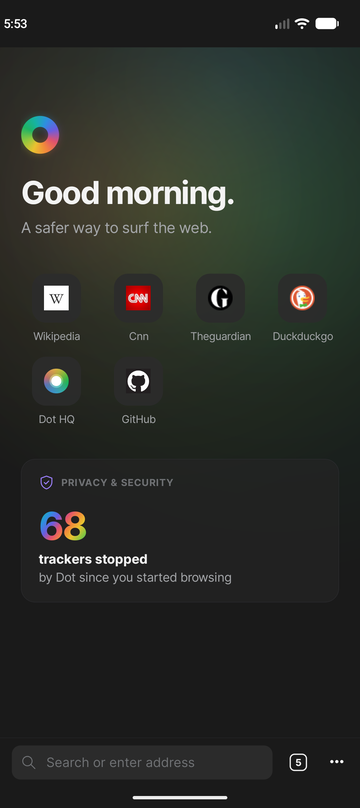 5:53
Good morning.
A safer way to surf the web.
W
CNN
G
Wikipedia
Cnn
Theguardian
Duckduckgo
Dot HQ
GitHub
PRIVACY & SECURITY
68
trackers stopped
by Dot since you started browsing
Search or enter address
5